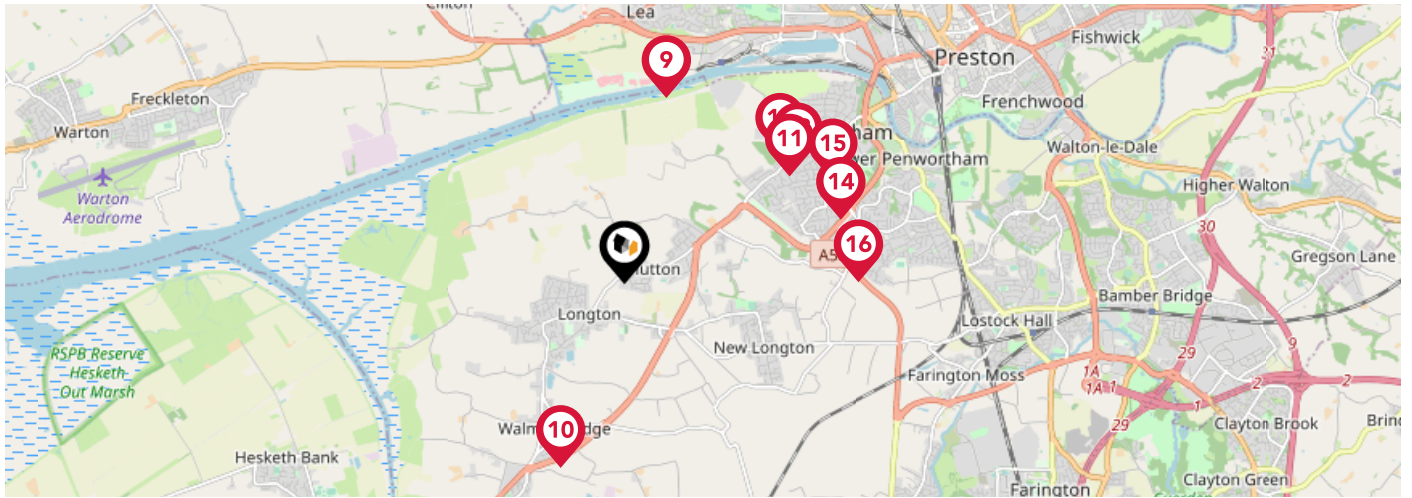 Lea
Fishwick
31
Preston
9
Freckleton
Frenchwood
Warton
11
15
Walton-le-Dale
Penwortham
14
Higher Walton
Warton
Aerodrome
30
16
Gregson Lane
Bamber Bridge
Longton
Lostock Hall
RSPB Reserve
Hesketh
Out Marsh
New Longton
9
29
Farington Moss
1A
1A
1
2
2
1
10
29
Clayton Brook
Hesketh Bank
Clayton Green
Farington